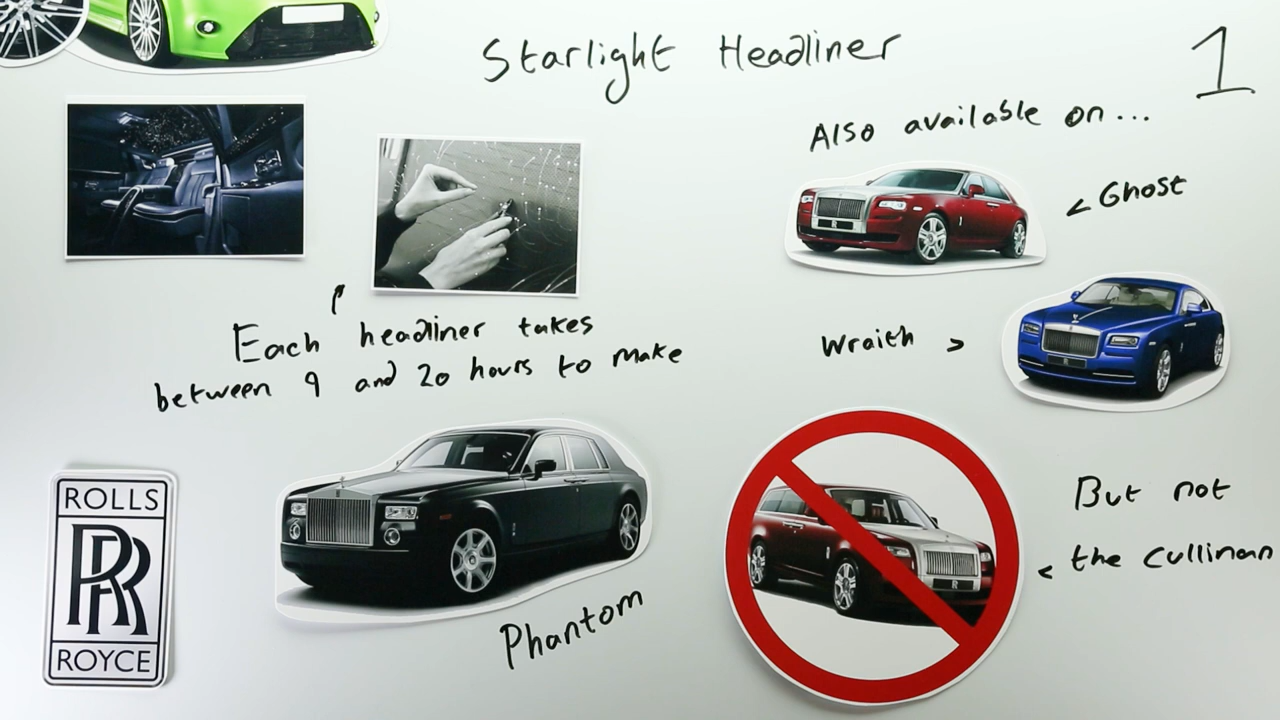 Starlight Headliner
1
Also available on...
Ghost
Wraith
Each headliner takes
between 9 and 20 hours to make
ROLLS
RR
ROYCE
Phantom
But not
the cullinan